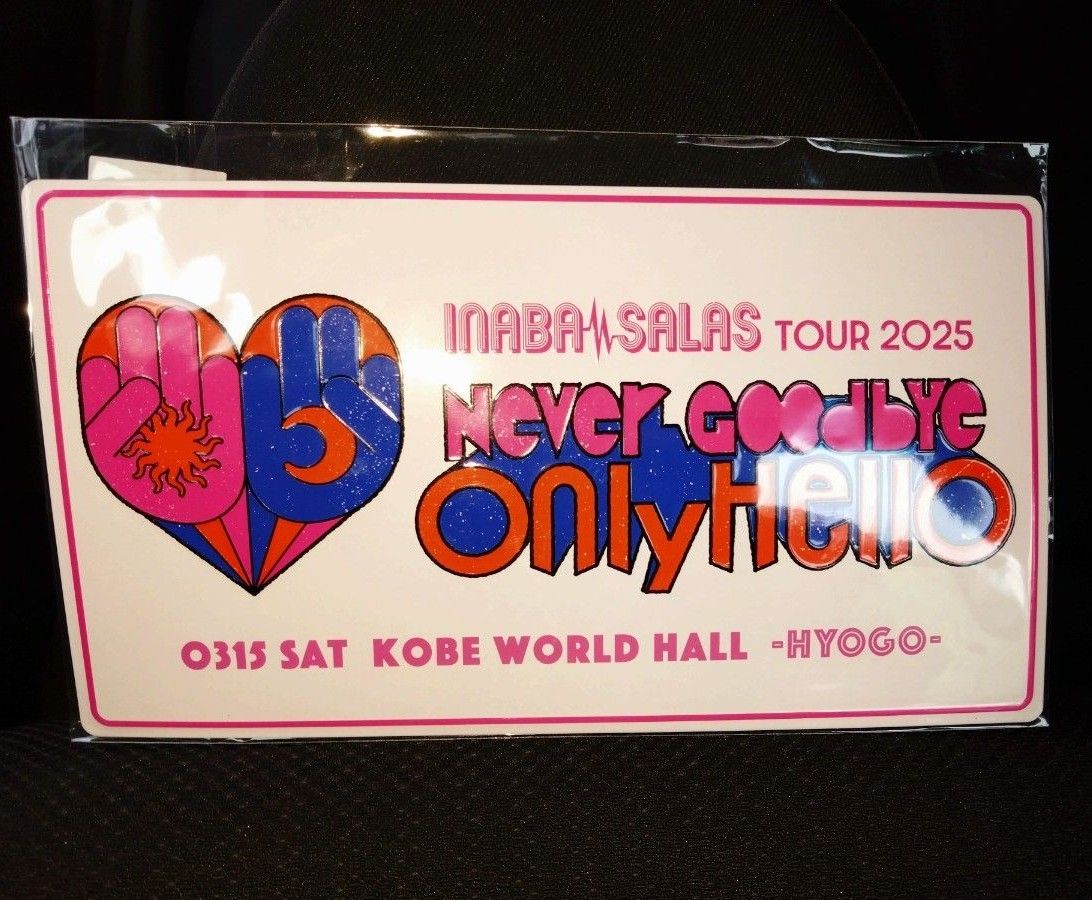 INABA SALAS TOUR 2025
Never Goodbye
Only Hello
0315 SAT KOBE WORLD HALL -HYOGO-